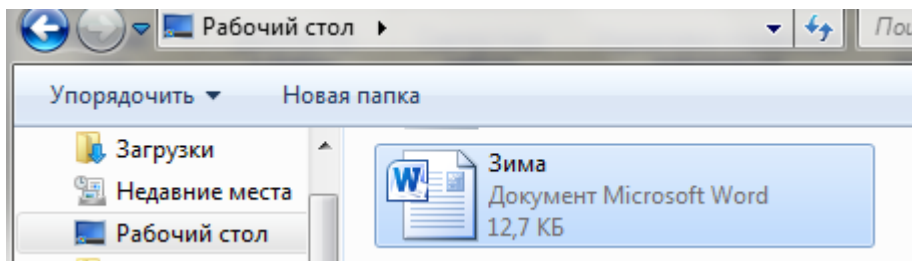 Рабочий стол
Упорядочить
Новая папка
Загрузки
Недавние места
Рабочий стол
Зима
Документ Microsoft Word
12,7 КБ